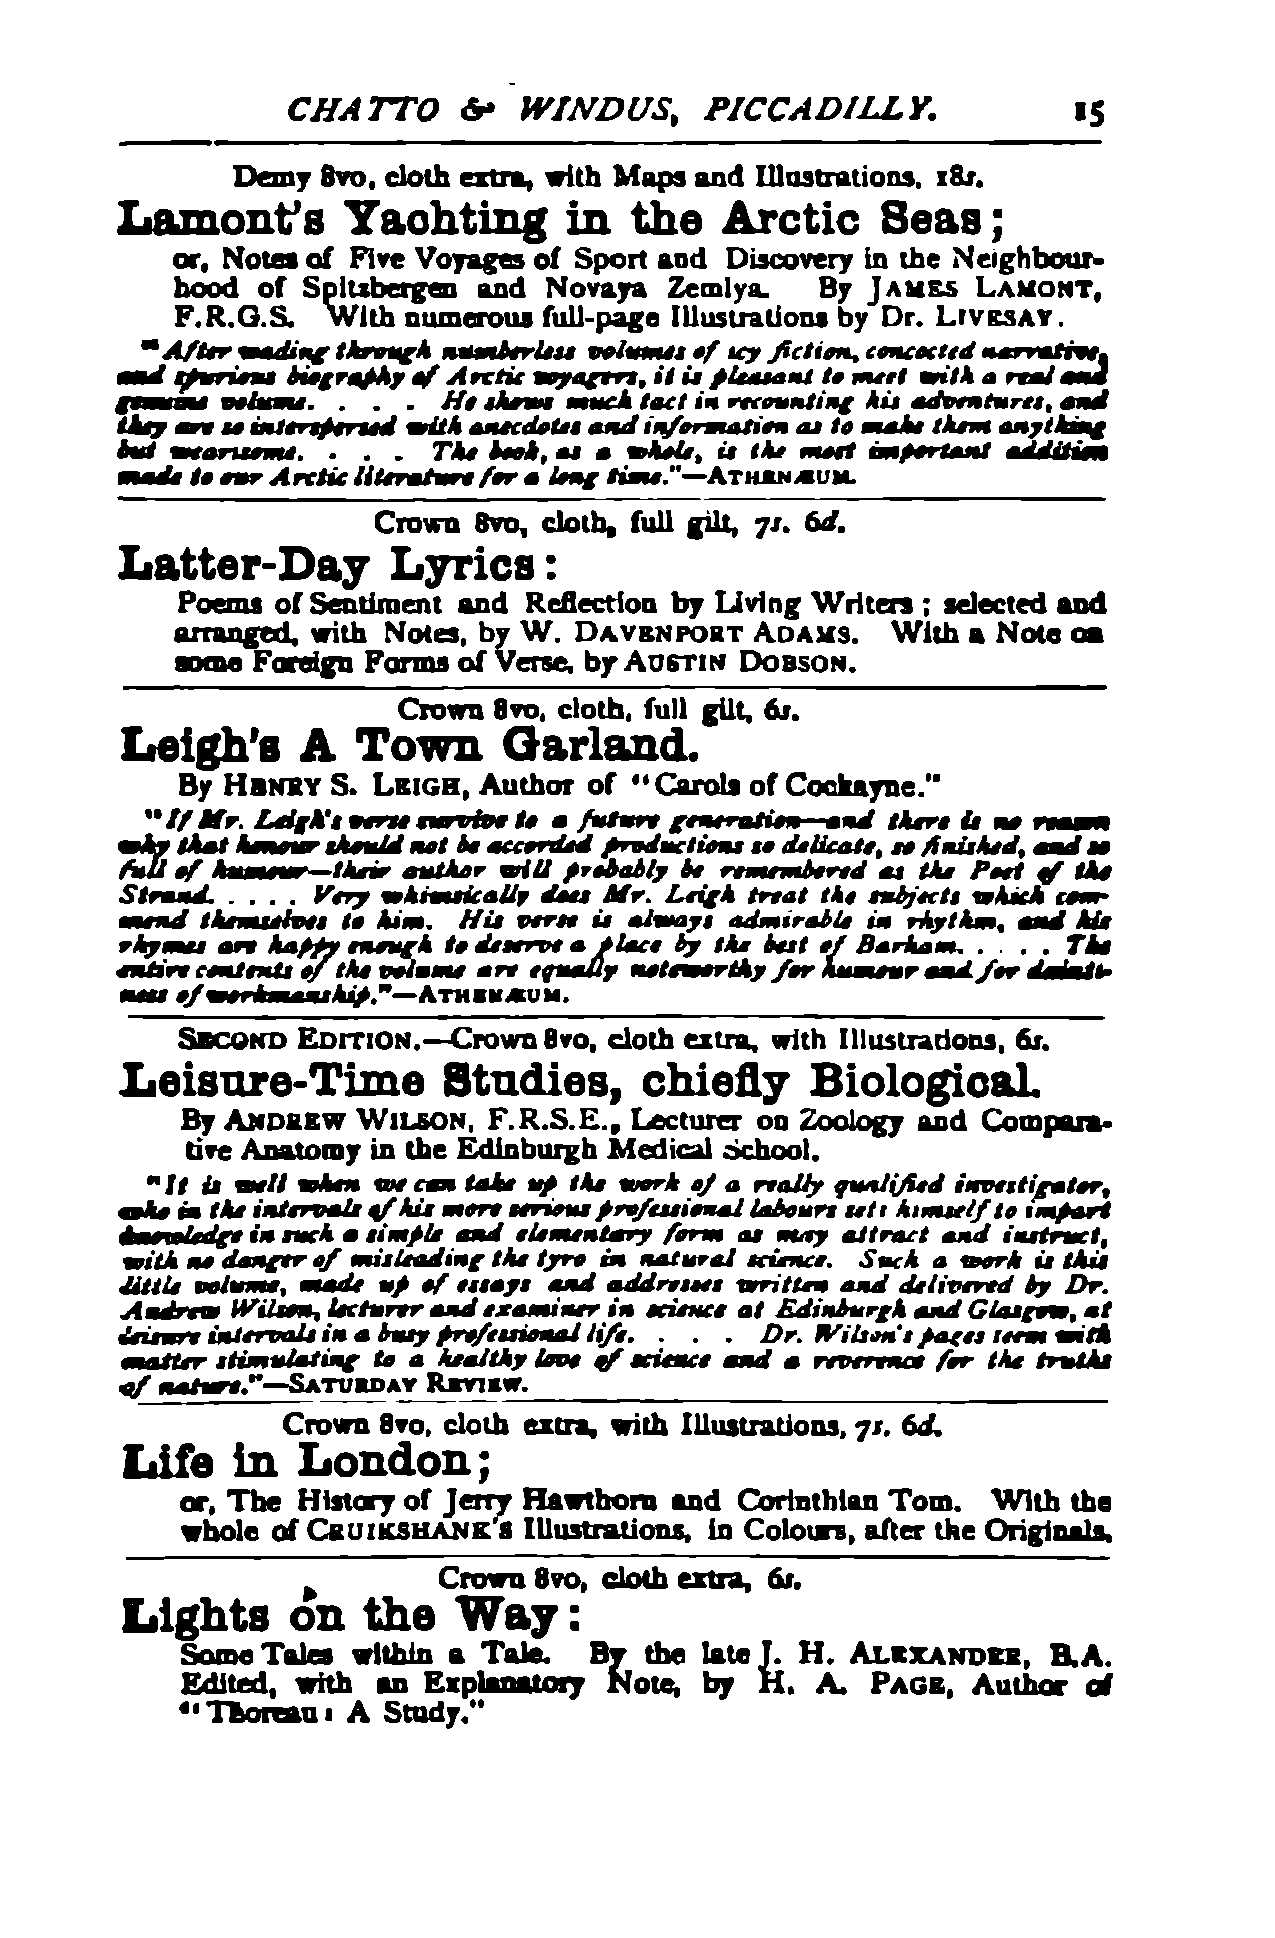 CHATTO & WINDUS, PICCADILLY. 15
Demy 8vo, cloth extra, with Maps and Illustrations, 18s.
Lamont's Yachting in the Arctic Seas;
or, Notes of Five Voyages of Sport and Discovery in the Neighbour-
hood of Spitzbergen and Novaya Zemlya. By JAMES LAMONT,
F.R.G.S. With numerous full-page Illustrations by Dr. LIVESAY.
"After wading through numberless volumes of icy fiction, concocted narrative,
and spurious biography of Arctic voyagers, it is pleasant to meet with a real and
genuine volume. . . . . He shows much tact in recounting his adventures, and
they are so interspersed with anecdotes and information as to make them anything
but wearisome. . . . . The book, as a whole, is the most important addition
made to our Arctic literature for a long time."—ATHENÆUM.
Crown 8vo, cloth, full gilt, 7s. 6d.
Latter-Day Lyrics:
Poems of Sentiment and Reflection by Living Writers; selected and
arranged, with Notes, by W. DAVENPORT ADAMS. With a Note on
some Foreign Forms of Verse, by AUSTIN DOBSON.
Crown 8vo, cloth, full gilt, 6s.
Leigh's A Town Garland.
By HENRY S. LEIGH, Author of "Carols of Cockayne."
"If Mr. Leigh's verse survive to a future generation—and there is no reason
why that honour should not be accorded productions so delicate, so finished, and so
full of humour—their author will probably be remembered as the Poet of the
Strand. . . . . Very whimsically does Mr. Leigh treat the subjects which com-
mend themselves to him. His verse is always admirable in rhythm, and his
rhymes are happy enough to deserve a place by the best of Barham. . . . . The
entire contents of the volume are equally noteworthy for humour and for dainti-
ness of workmanship."—ATHENÆUM.
SECOND EDITION.—Crown 8vo, cloth extra, with Illustrations, 6s.
Leisure-Time Studies, chiefly Biological.
By ANDREW WILSON, F.R.S.E., Lecturer on Zoology and Compara-
tive Anatomy in the Edinburgh Medical School.
"It is well when we can take up the work of a really qualified investigator,
who in the intervals of his more serious professional labours sets himself to impart
knowledge in such a simple and elementary form as may attract and instruct,
with no danger of misleading the tyro in natural science. Such a work is this
little volume, made up of essays and addresses written and delivered by Dr.
Andrew Wilson, lecturer and examiner in science at Edinburgh and Glasgow, at
leisure intervals in a busy professional life. . . . . Dr. Wilson's pages teem with
matter stimulating to a healthy love of science and a reverence for the truths
of nature."—SATURDAY REVIEW.
Crown 8vo, cloth extra, with Illustrations, 7s. 6d.
Life in London;
or, The History of Jerry Hawthorn and Corinthian Tom. With the
whole of CRUIKSHANK'S Illustrations, in Colours, after the Originals.
Crown 8vo, cloth extra, 6s.
Lights on the Way:
Some Tales within a Tale. By the late J. H. ALEXANDER, B.A.
Edited, with an Explanatory Note, by H. A. PAGE, Author of
"Thoreau: A Study."